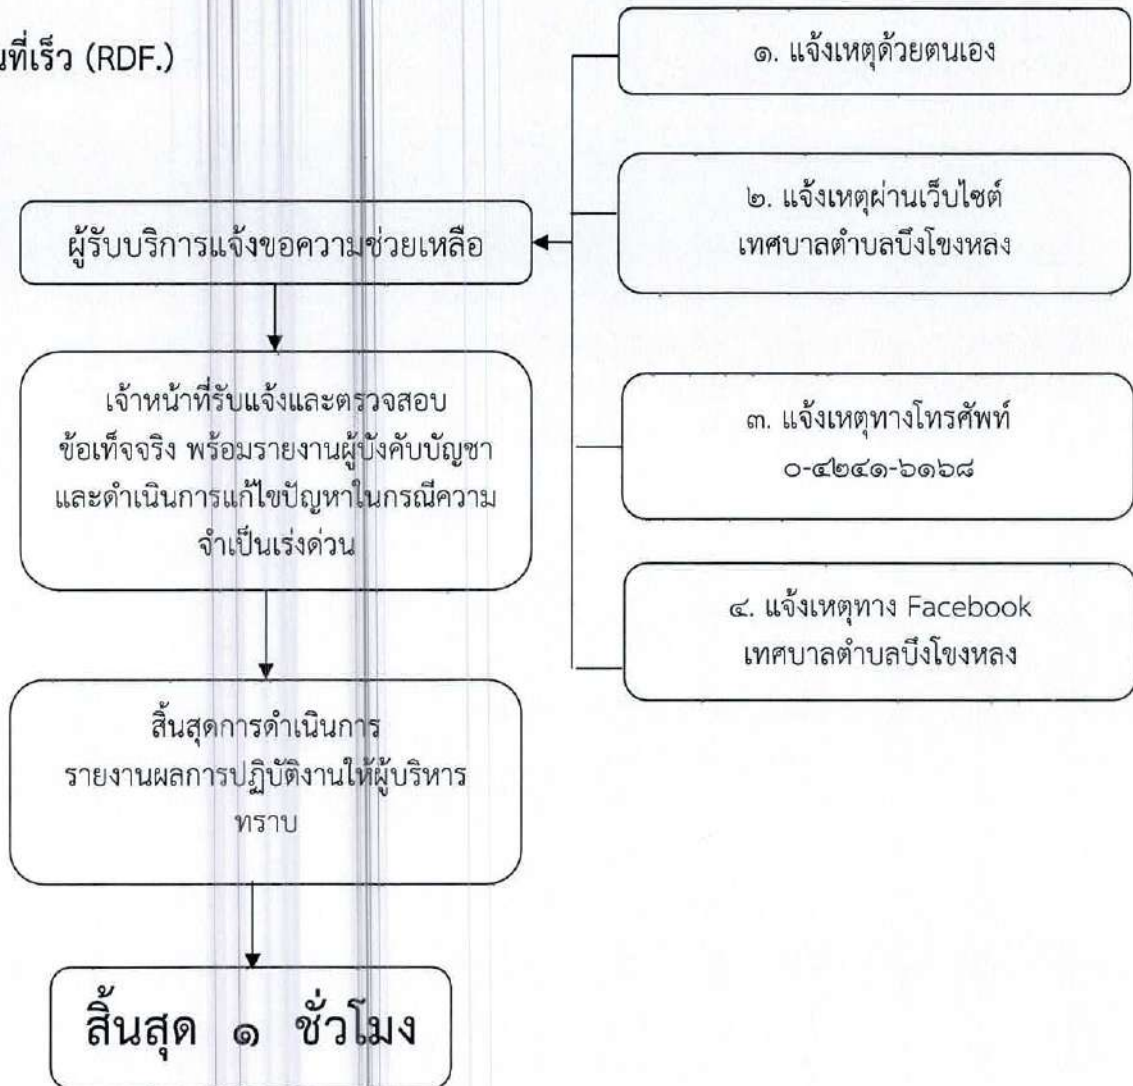 นที่เร็ว (RDF.)
๑. แจ้งเหตุด้วยตนเอง
๒. แจ้งเหตุผ่านเว็บไซต์
เทศบาลตำบลบึงโขงหลง
ผู้รับบริการแจ้งขอความช่วยเหลือ
เจ้าหน้าที่รับแจ้งและตรวจสอบ
ข้อเท็จจริง พร้อมรายงานผู้บังคับบัญชา
และดำเนินการแก้ไขปัญหาในกรณีความ
จำเป็นเร่งด่วน
๓. แจ้งเหตุทางโทรศัพท์
๐-๔๒๔๑-๖๑๖๘
๔. แจ้งเหตุทาง Facebook
เทศบาลตำบลบึงโขงหลง
สิ้นสุดการดำเนินการ
รายงานผลการปฏิบัติงานให้ผู้บริหาร
ทราบ
สิ้นสุด ๑ ชั่วโมง